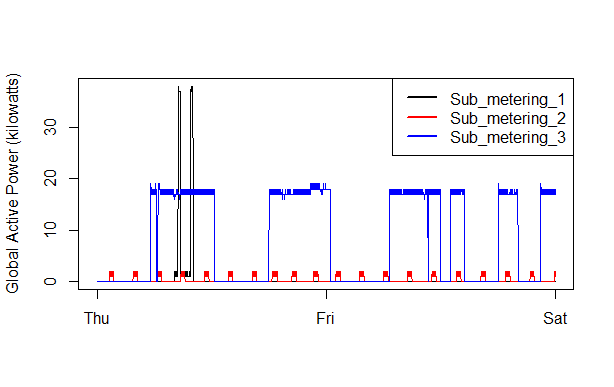 Global Active Power (kilowatts)
30
20
10
0
Sub_metering_1
Sub_metering_2
Sub_metering_3
Thu Fri Sat